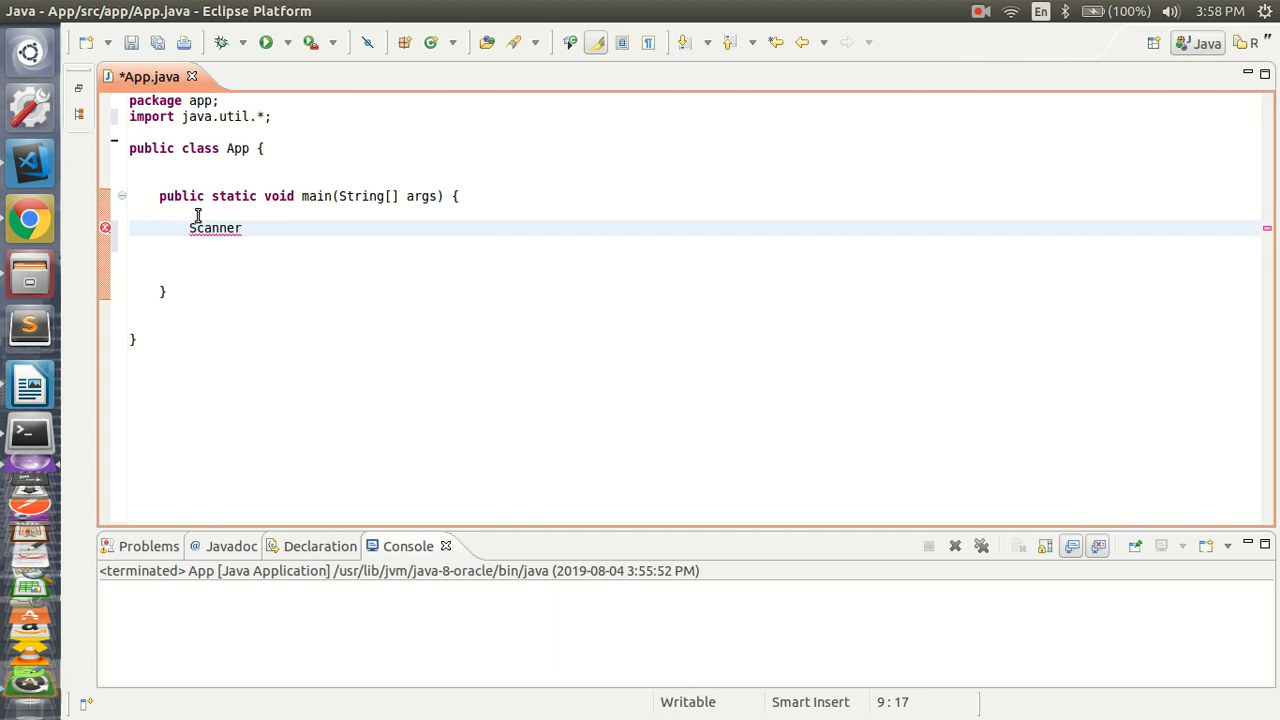 Java - App/src/app/App.java - Eclipse Platform
En (100%) 3:58 PM
Java R "
*App.java
package app;
import java.util.*;
public class App {
public static void main(String[] args) {
Scanner
}
}
Problems @ Javadoc Declaration Console
<terminated> App [Java Application] /usr/lib/jvm/java-8-oracle/bin/java (2019-08-04 3:55:52 PM)
Writable Smart Insert 9 : 17